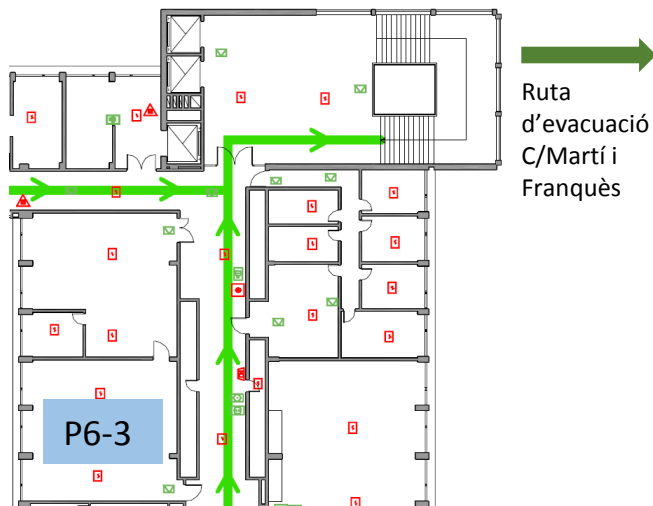 Ruta
d’evacuació
C/Martí i
Franquès
P6-3